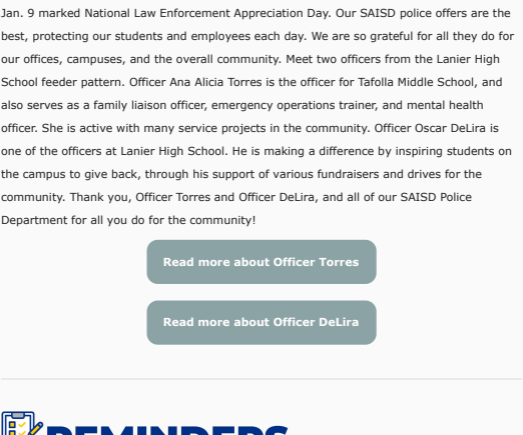 Jan. 9 marked National Law Enforcement Appreciation Day. Our SAISD police offers are the
best, protecting our students and employees each day. We are so grateful for all they do for
our offices, campuses, and the overall community. Meet two officers from the Lanier High
School feeder pattern. Officer Ana Alicia Torres is the officer for Tafolla Middle School, and
also serves as a family liaison officer, emergency operations trainer, and mental health
officer. She is active with many service projects in the community. Officer Oscar DeLira is
one of the officers at Lanier High School. He is making a difference by inspiring students on
the campus to give back, through his support of various fundraisers and drives for the
community. Thank you, Officer Torres and Officer DeLira, and all of our SAISD Police
Department for all you do for the community!
Read more about Officer Torres
Read more about Officer DeLira
REMINDERS